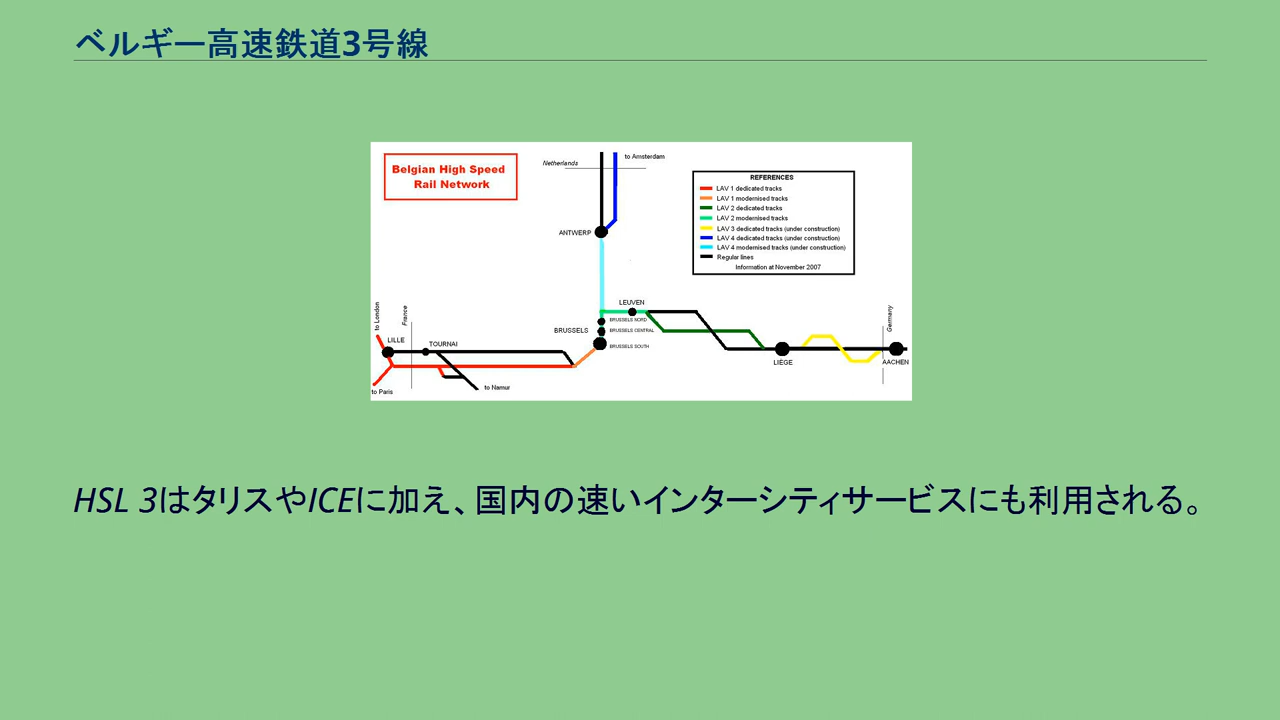 ベルギー高速鉄道3号線
Belgian High Speed
Rail Network
Netherlands
to Amsterdam
REFERENCES
LAV 1 dedicated tracks
LAV 1 modernised tracks
LAV 2 dedicated tracks
LAV 2 modernised tracks
LAV 3 dedicated tracks (under construction)
LAV 4 dedicated tracks (under construction)
LAV 4 modernised tracks (under construction)
Regular lines
Information at November 2007
ANTWERP
LEUVEN
BRUSSELS NORD
BRUSSELS
BRUSSELS CENTRAL
BRUSSELS SOUTH
to London
France
LILLE
TOURNAI
to Paris
to Namur
LIÈGE
Germany
AACHEN
HSL 3はタリスやICEに加え、国内の速いインターシティサービスにも利用される。